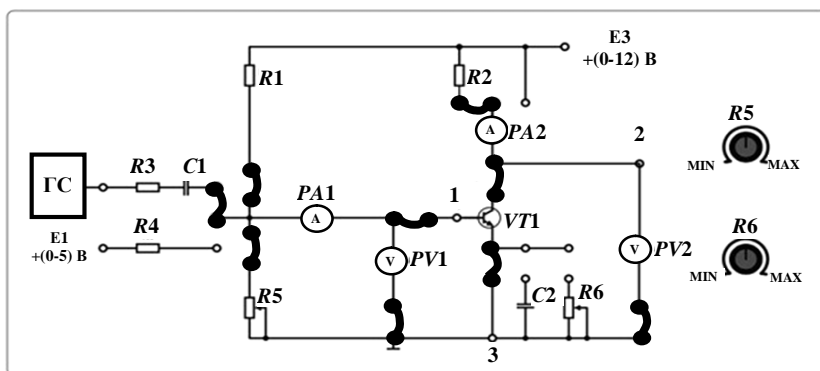 E3
+(0-12) В
R1
R2
R5
A
PA2
2
MIN
MAX
ГС
R3
C1
PA1
A
1
VT1
R6
E1
+(0-5) В
R4
V
PV1
V
PV2
MIN
MAX
R5
C2
R6
3